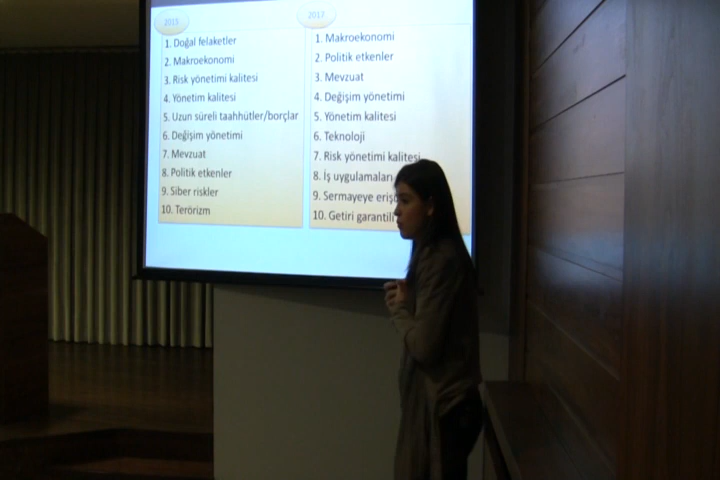 2015
1. Doğal felaketler
2. Makroekonomi
3. Risk yönetimi kalitesi
4. Yönetim kalitesi
5. Uzun süreli taahhütler/borçlar
6. Değişim yönetimi
7. Mevzuat
8. Politik etkenler
9. Siber riskler
10. Terörizm
2017
1. Makroekonomi
2. Politik etkenler
3. Mevzuat
4. Değişim yönetimi
5. Yönetim kalitesi
6. Teknoloji
7. Risk yönetimi kalitesi
8. İş uygulamaları
9. Sermayeye
10. Getiri